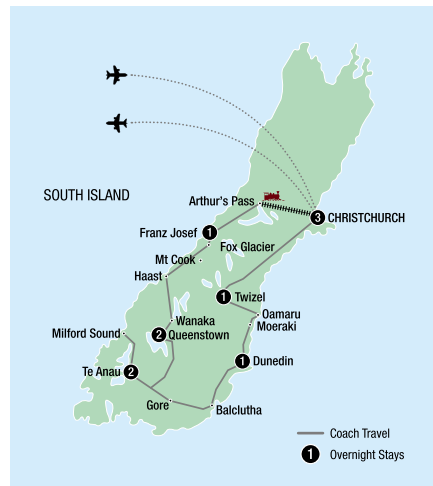 SOUTH ISLAND
Arthur's Pass
3 CHRISTCHURCH
Franz Josef 1
Fox Glacier
Mt Cook
Haast
1 Twizel
Oamaru
Moeraki
Wanaka
2 Queenstown
Milford Sound
Te Anau 2
1 Dunedin
Gore
Balclutha
Coach Travel
1 Overnight Stays